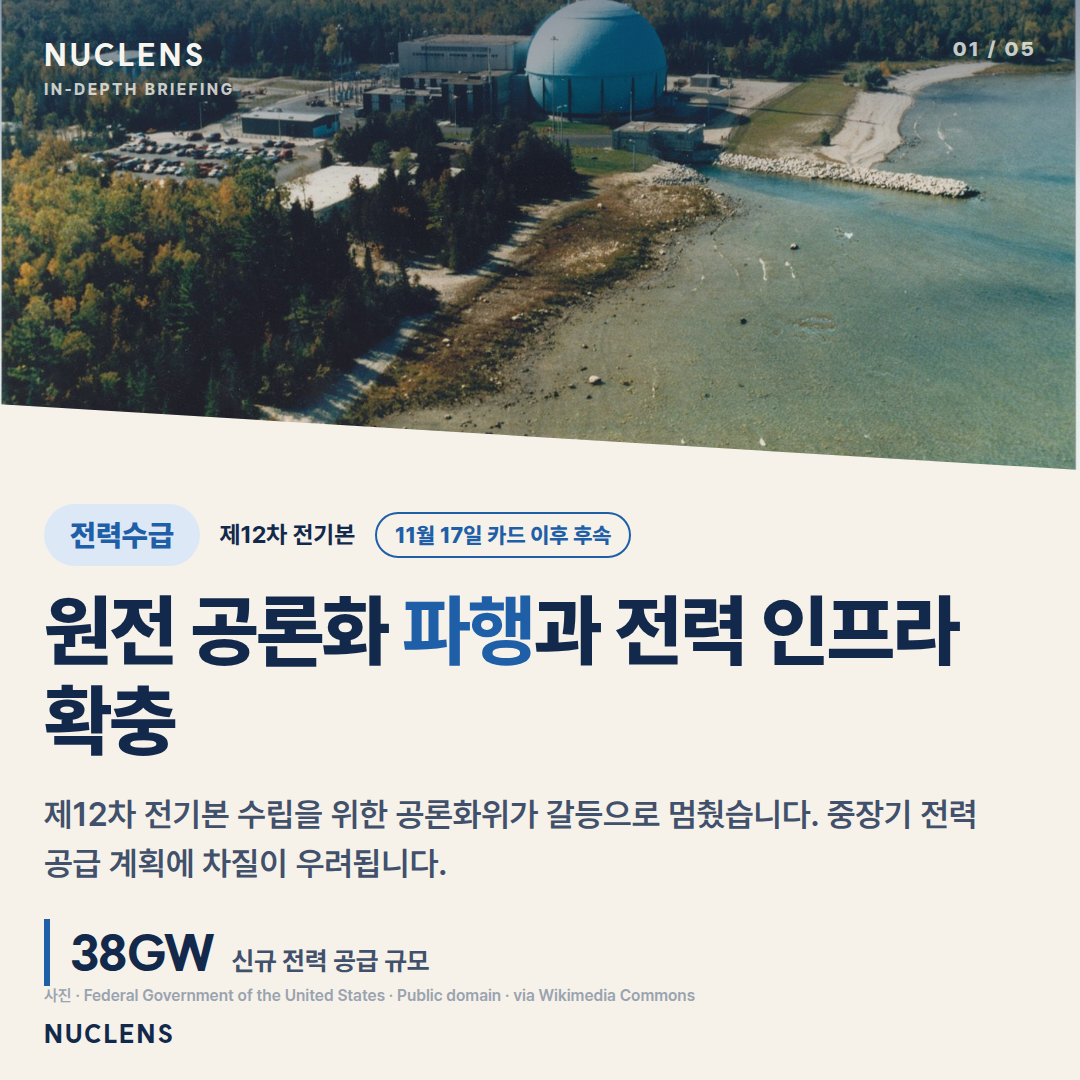 NUCLENS
IN-DEPTH BRIEFING
01 / 05
전력수급
제12차 전기본
11월 17일 카드 이후 후속
원전 공론화 파행과 전력 인프라
확충
제12차 전기본 수립을 위한 공론화위가 갈등으로 멈췄습니다. 중장기 전력
공급 계획에 차질이 우려됩니다.
38GW 신규 전력 공급 규모
사진 · Federal Government of the United States · Public domain · via Wikimedia Commons
NUCLENS